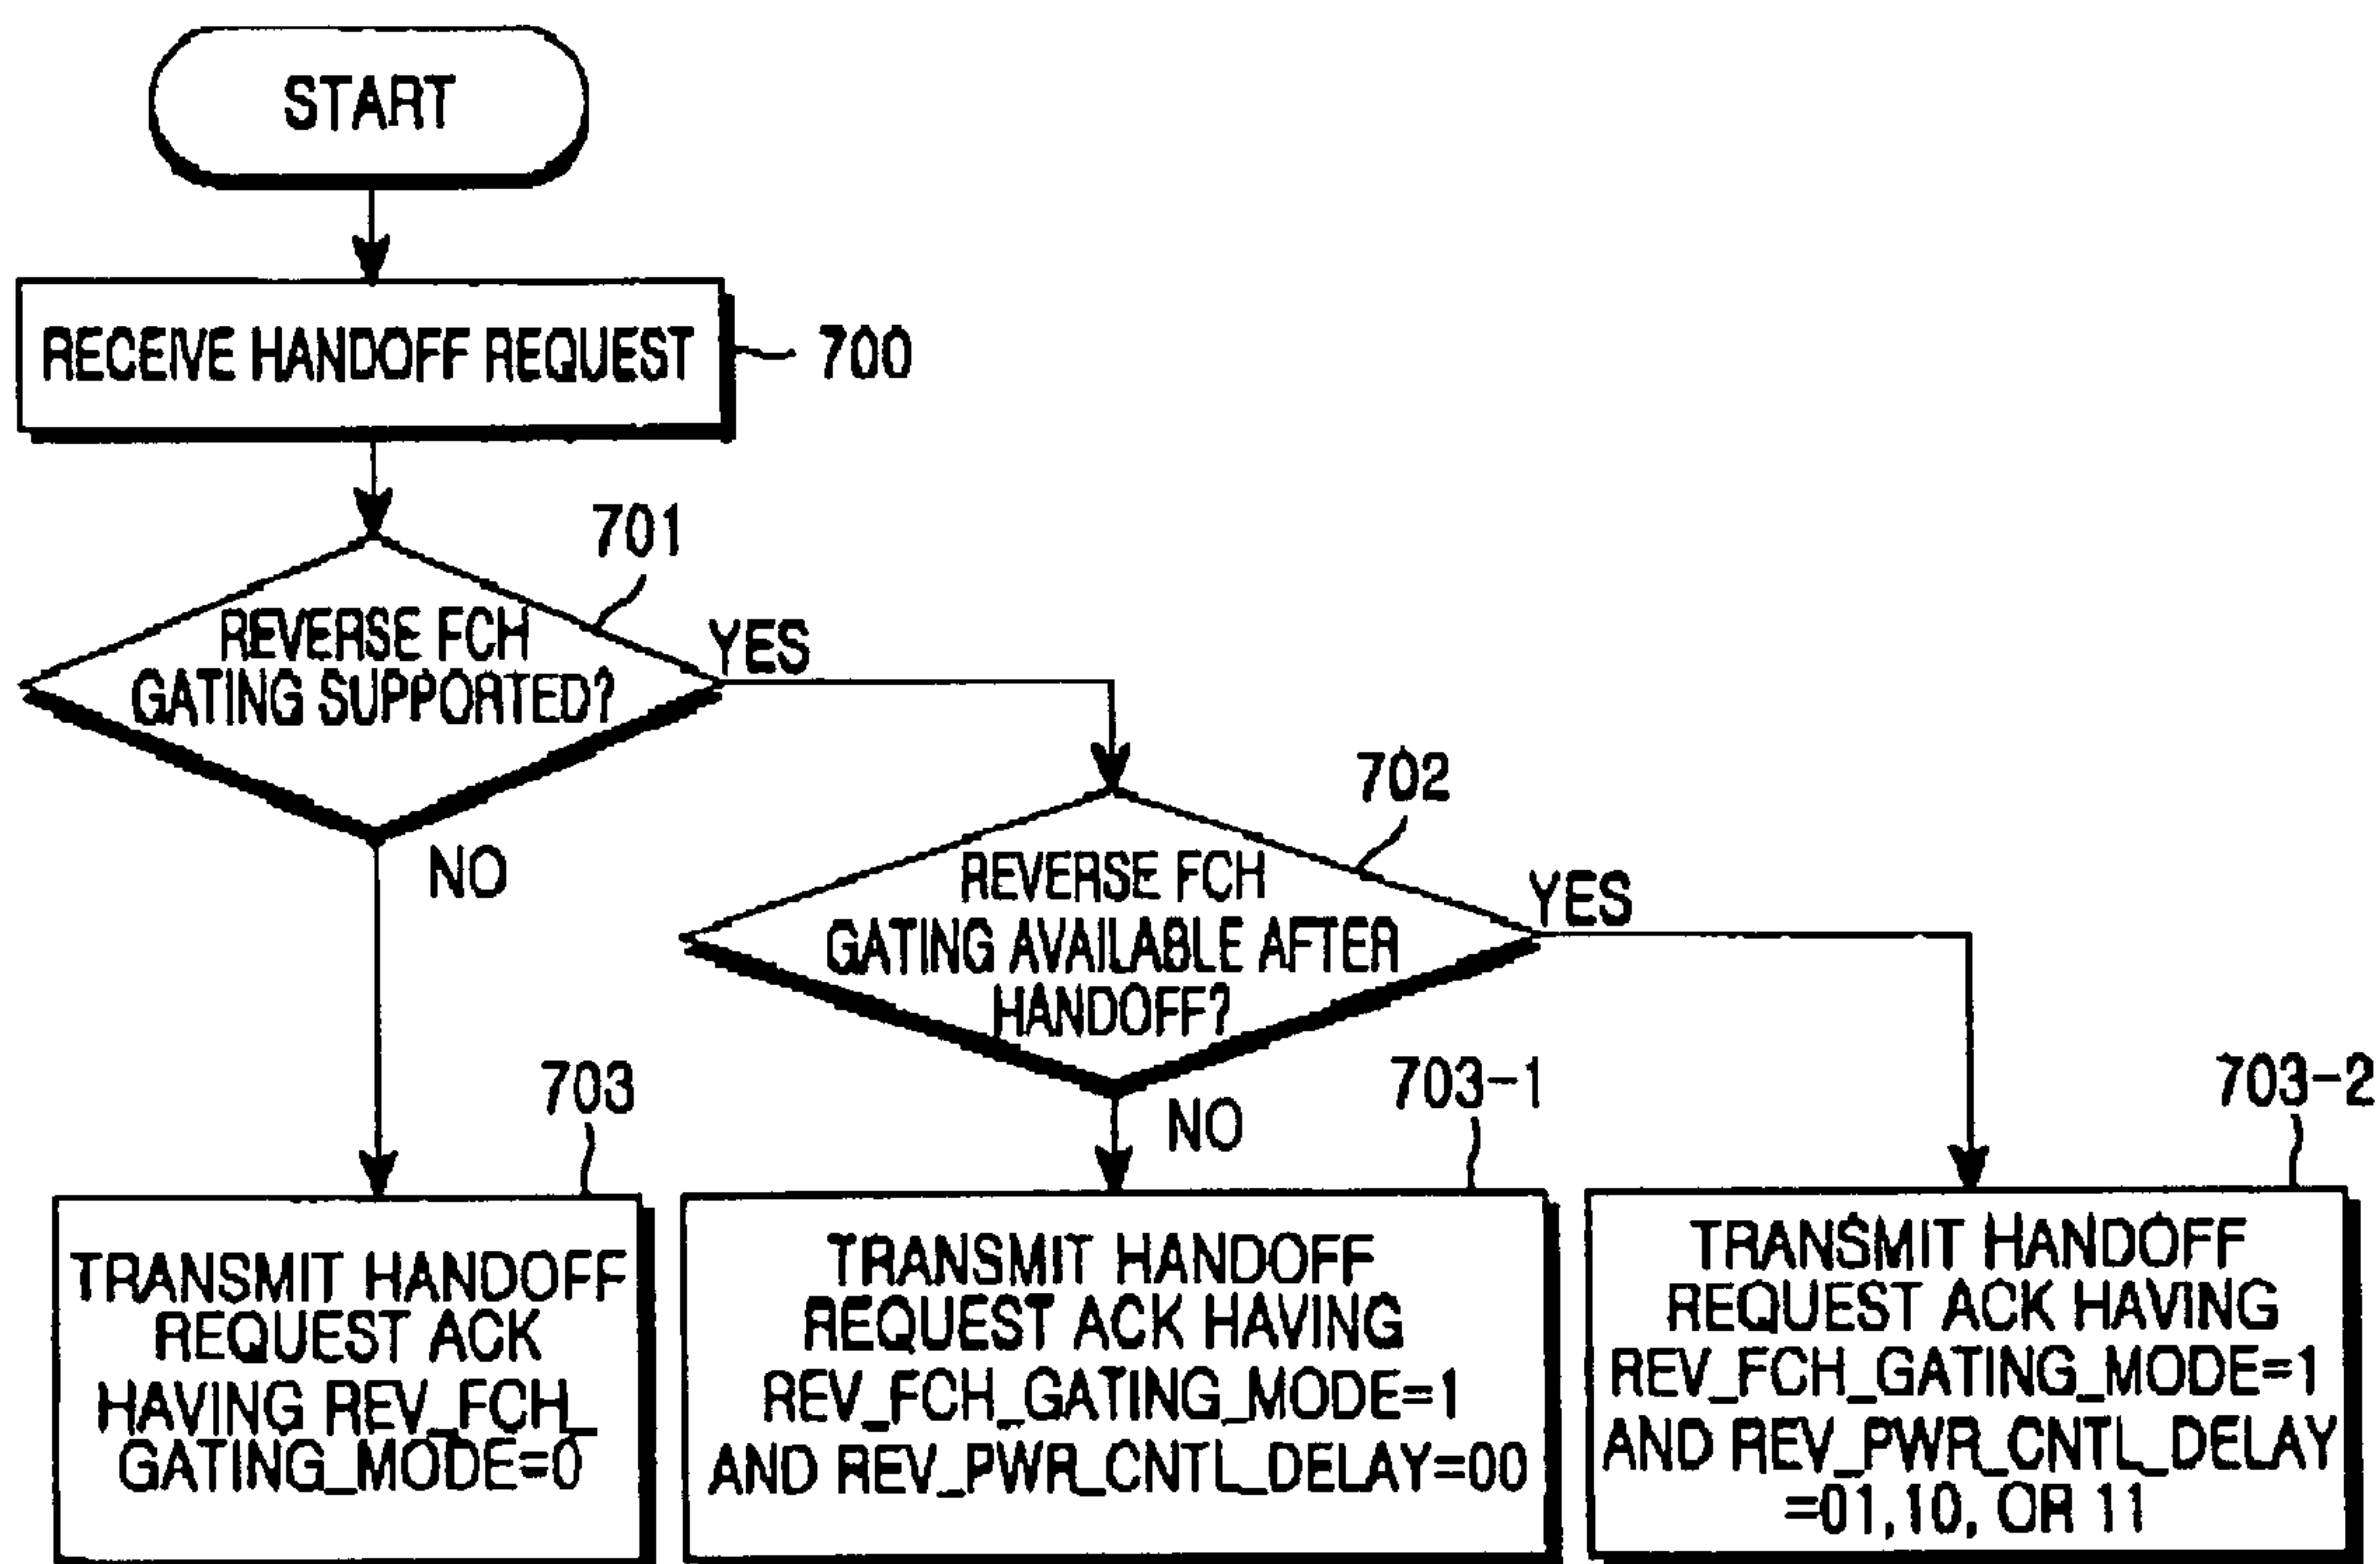 START
RECEIVE HANDOFF REQUEST
700
701
REVERSE FCH
GATING SUPPORTED?
YES
NO
702
REVERSE FCH
GATING AVAILABLE AFTER
HANDOFF?
YES
NO
703
TRANSMIT HANDOFF
REQUEST ACK
HAVING REV_FCH_
GATING_MODE=0
703-1
TRANSMIT HANDOFF
REQUEST ACK HAVING
REV_FCH_GATING_MODE=1
AND REV_PWR_CNTL_DELAY=00
703-2
TRANSMIT HANDOFF
REQUEST ACK HAVING
REV_FCH_GATING_MODE=1
AND REV_PWR_CNTL_DELAY
=01,10, OR 11